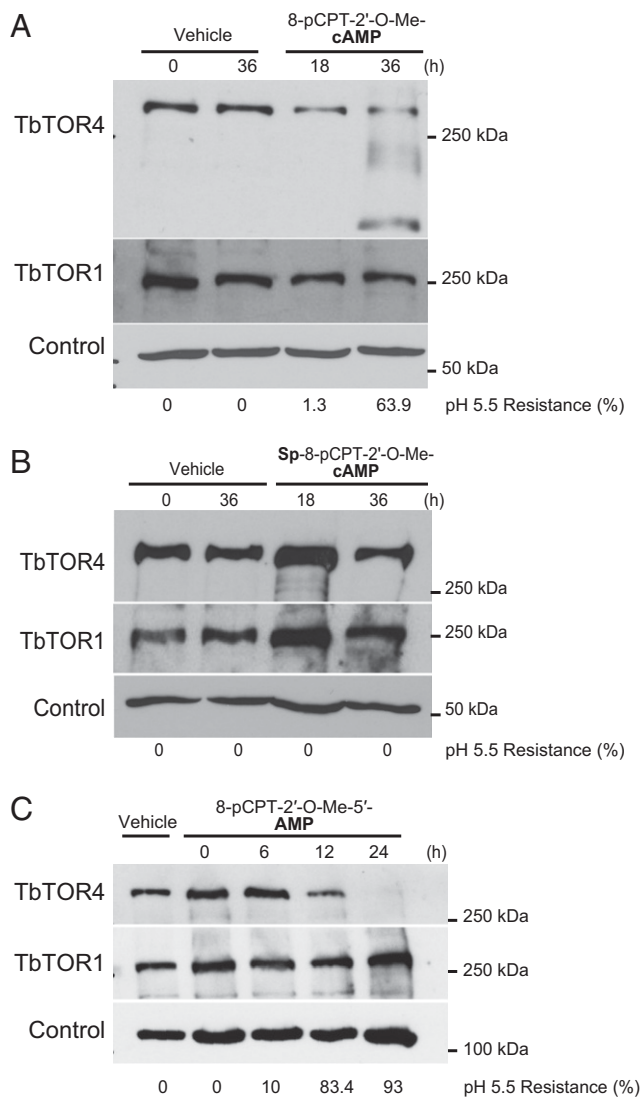 A
Vehicle
8-pCPT-2'-O-Me-
cAMP
0 36 18 36 (h)
TbTOR4
250 kDa
TbTOR1
250 kDa
Control
50 kDa
0 0 1.3 63.9 pH 5.5 Resistance (%)
B
Vehicle
Sp-8-pCPT-2'-O-Me-
cAMP
0 36 18 36 (h)
TbTOR4
250 kDa
TbTOR1
250 kDa
Control
50 kDa
0 0 0 0 pH 5.5 Resistance (%)
C
Vehicle
8-pCPT-2'-O-Me-5′-
AMP
0 6 12 24 (h)
TbTOR4
250 kDa
TbTOR1
250 kDa
Control
100 kDa
0 0 10 83.4 93 pH 5.5 Resistance (%)